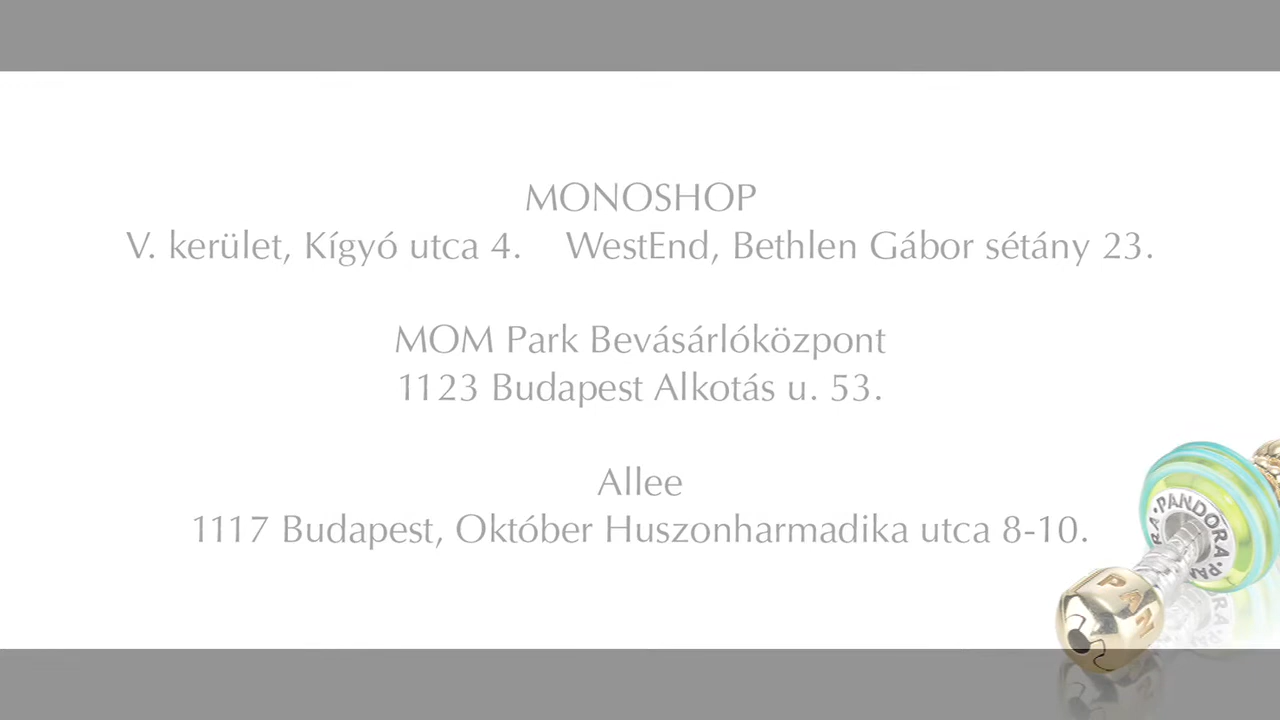 MONOSHOP
V. kerület, Kígyó utca 4. WestEnd, Bethlen Gábor sétány 23.
MOM Park Bevásárlóközpont
1123 Budapest Alkotás u. 53.
Allee
1117 Budapest, Október Huszonharmadika utca 8-10.
PANDORA
PAN